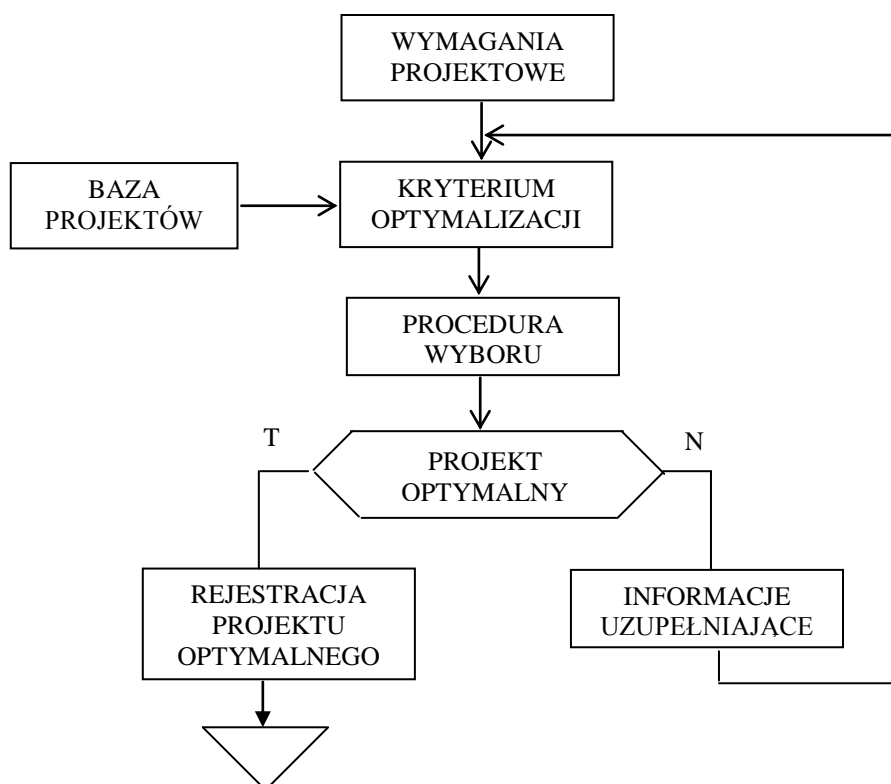 WYMAGANIA
PROJEKTOWE
BAZA
PROJEKTÓW
KRYTERIUM
OPTYMALIZACJI
PROCEDURA
WYBORU
T
N
PROJEKT
OPTYMALNY
REJESTRACJA
PROJEKTU
OPTYMALNEGO
INFORMACJE
UZUPEŁNIAJĄCE